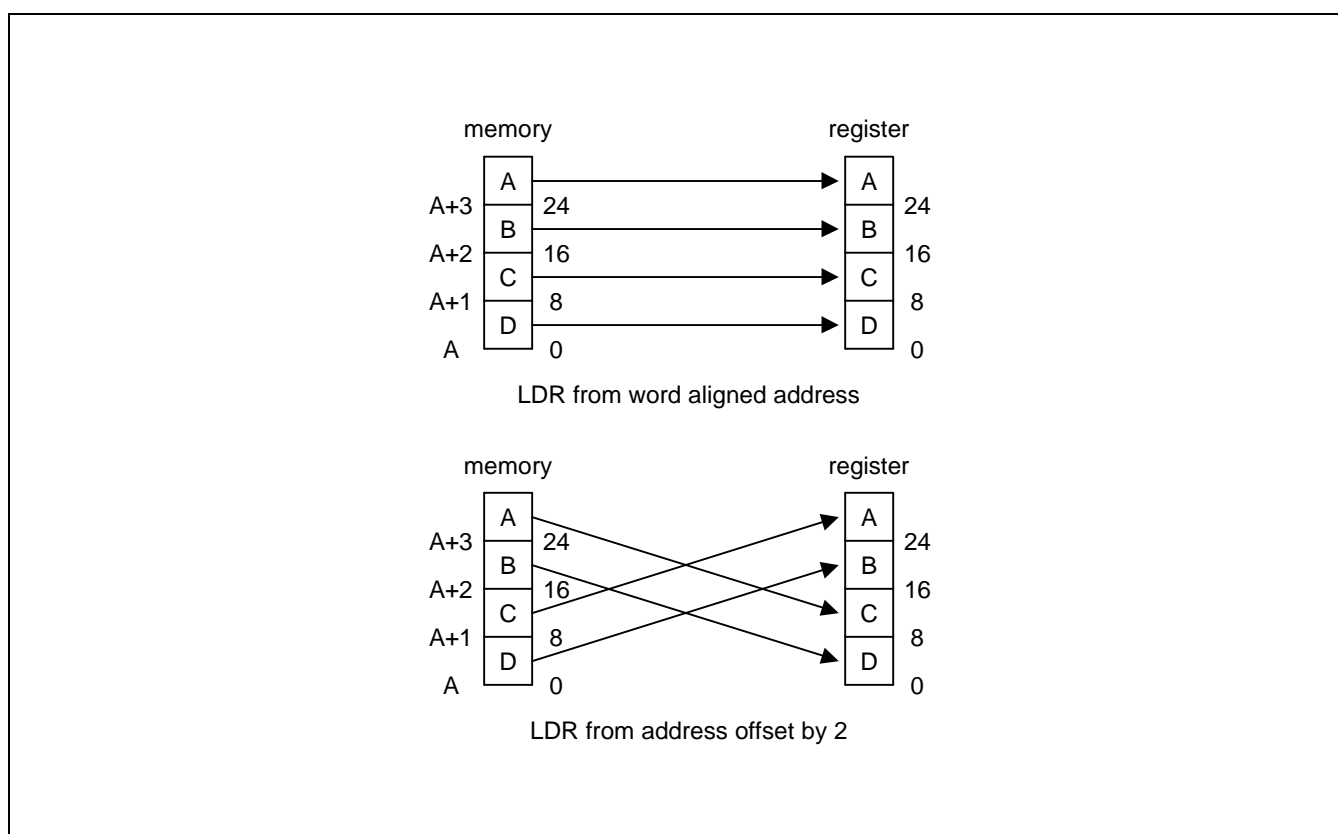 memory register
A A
A+3 24 24
B B
A+2 16 16
C C
A+1 8 8
D D
A 0 0
LDR from word aligned address
memory register
A A
A+3 24 24
B B
A+2 16 16
C C
A+1 8 8
D D
A 0 0
LDR from address offset by 2